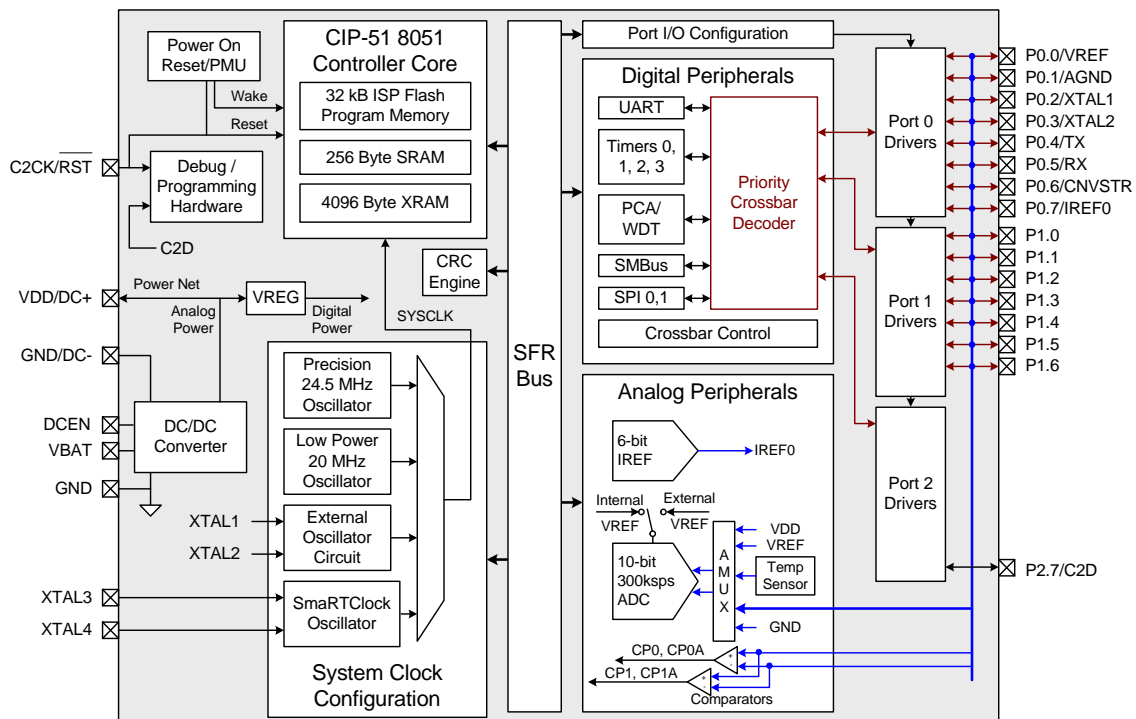 Power On
Reset/PMU
Wake
Reset
C2CK/RST
Debug /
Programming
Hardware
C2D
CIP-51 8051
Controller Core
32 kB ISP Flash
Program Memory
256 Byte SRAM
4096 Byte XRAM
CRC
Engine
VDD/DC+
Power Net
Analog
Power
VREG
Digital
Power
SYSCLK
GND/DC-
DCEN
VBAT
GND
DC/DC
Converter
Precision
24.5 MHz
Oscillator
Low Power
20 MHz
Oscillator
XTAL1
XTAL2
External
Oscillator
Circuit
XTAL3
XTAL4
SmaRTClock
Oscillator
System Clock
Configuration
SFR
Bus
Port I/O Configuration
Digital Peripherals
UART
Timers 0,
1, 2, 3
PCA/
WDT
SMBus
SPI 0,1
Priority
Crossbar
Decoder
Crossbar Control
Analog Peripherals
6-bit
IREF
IREF0
Internal
VREF
External
VREF
10-bit
300ksps
ADC
A
M
U
X
VDD
VREF
Temp
Sensor
GND
CP0, CP0A
+
-
CP1, CP1A
+
-
Comparators
Port 0
Drivers
Port 1
Drivers
Port 2
Drivers
P0.0/VREF
P0.1/AGND
P0.2/XTAL1
P0.3/XTAL2
P0.4/TX
P0.5/RX
P0.6/CNVSTR
P0.7/IREF0
P1.0
P1.1
P1.2
P1.3
P1.4
P1.5
P1.6
P2.7/C2D